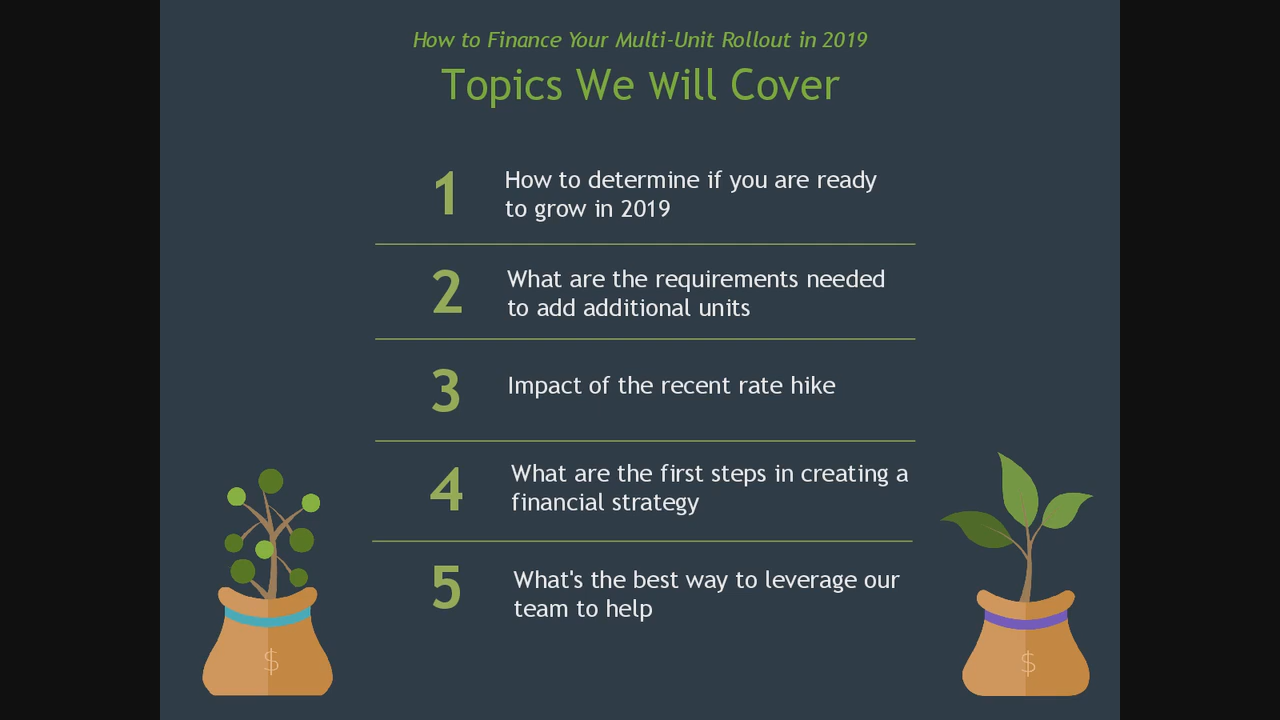 How to Finance Your Multi-Unit Rollout in 2019
Topics We Will Cover
1
How to determine if you are ready
to grow in 2019
2
What are the requirements needed
to add additional units
3
Impact of the recent rate hike
4
What are the first steps in creating a
financial strategy
5
What's the best way to leverage our
team to help
$
$